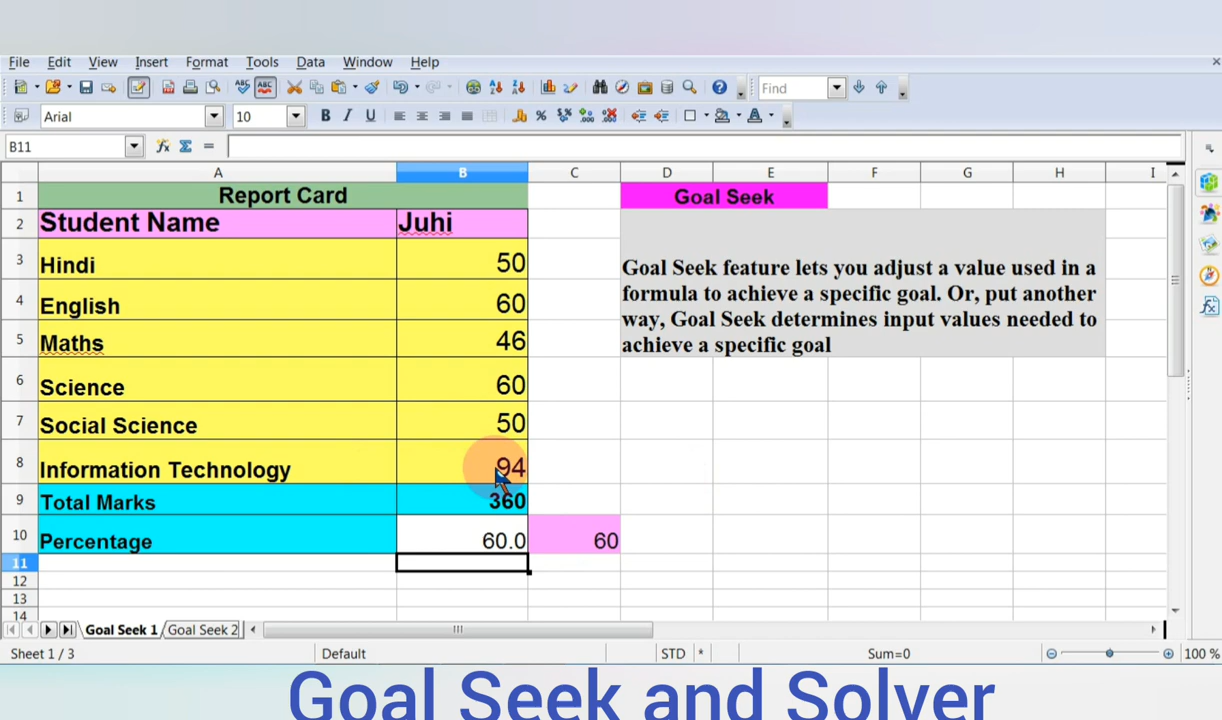 File Edit View Insert Format Tools Data Window Help
Find
Arial 10
B11
A B C D E F G H I
1 Report Card Goal Seek
2 Student Name Juhi
3 Hindi 50
4 English 60
5 Maths 46
6 Science 60
7 Social Science 50
8 Information Technology 94
9 Total Marks 360
10 Percentage 60.0 60
11
12
13
14
Goal Seek feature lets you adjust a value used in a
formula to achieve a specific goal. Or, put another
way, Goal Seek determines input values needed to
achieve a specific goal
Goal Seek 1 Goal Seek 2
Sheet 1 / 3 Default STD * Sum=0 100 %
Goal Seek and Solver